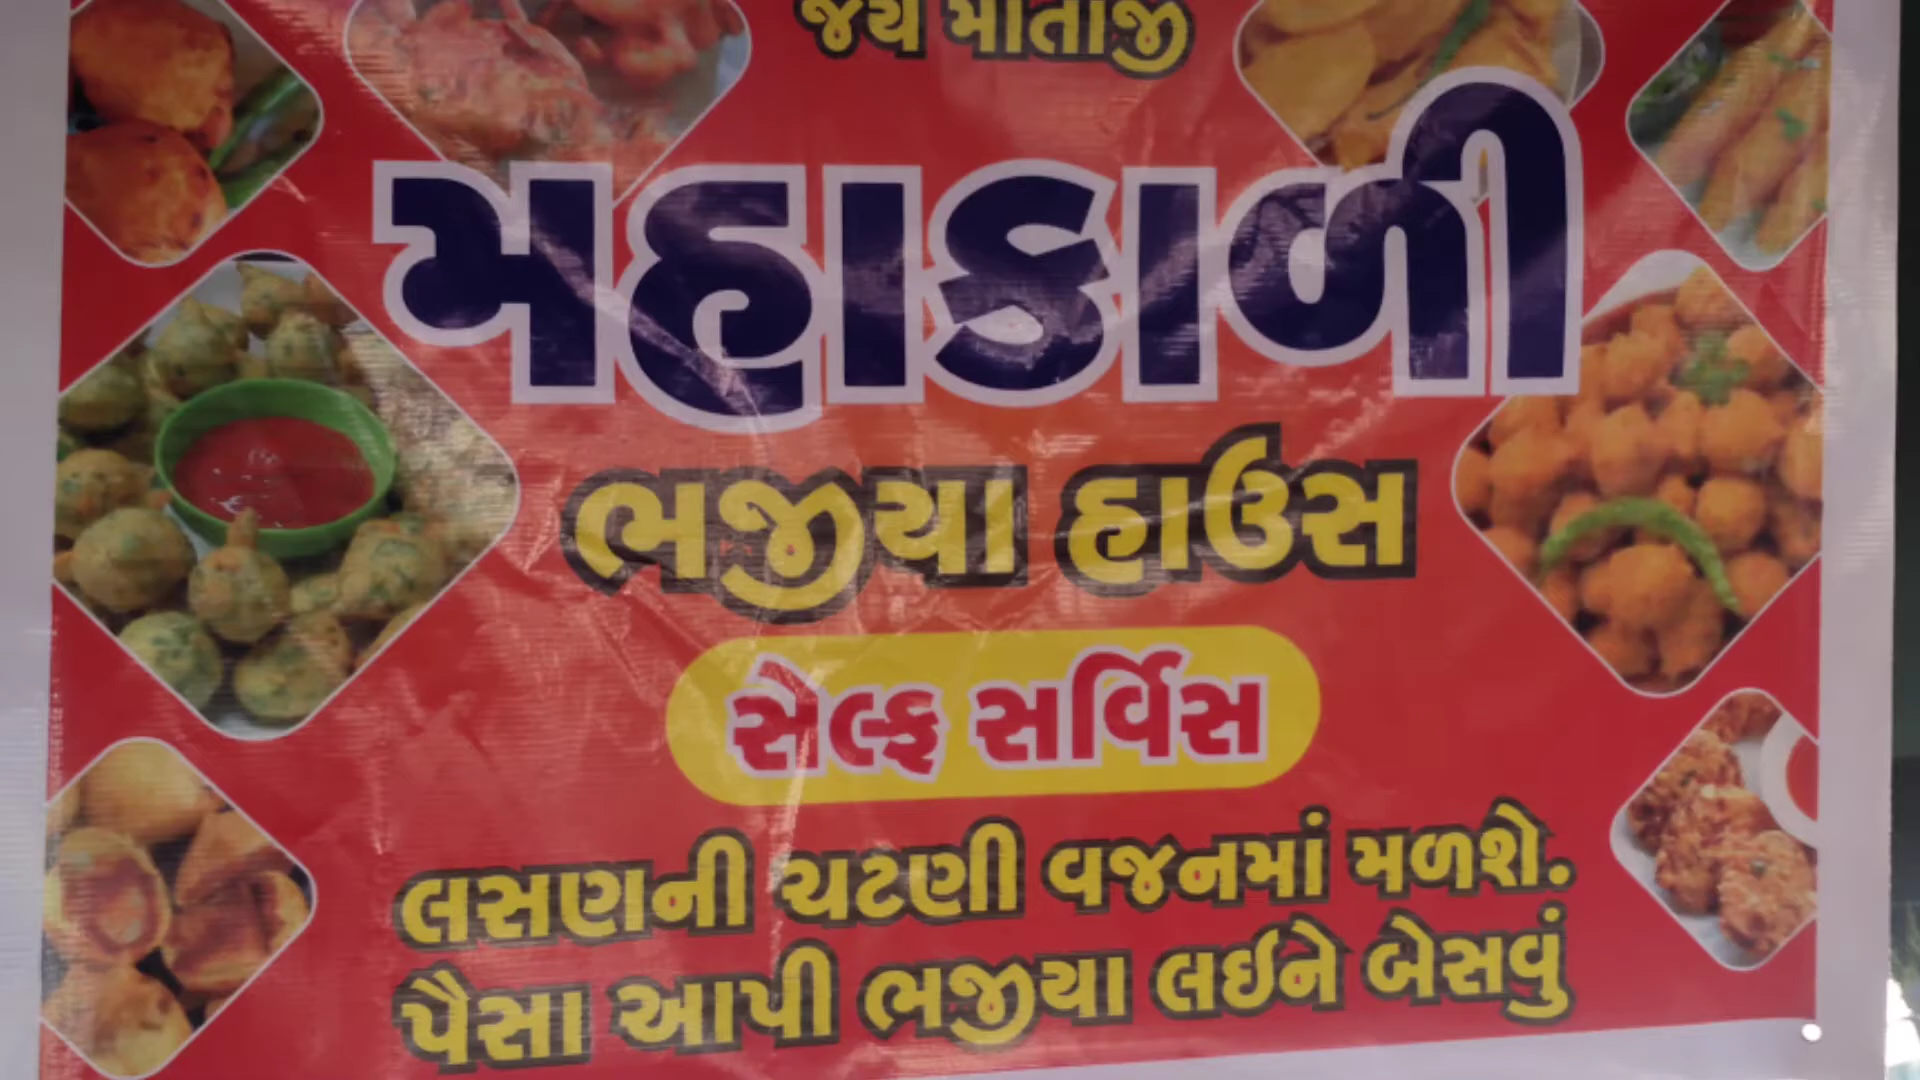 જય માતાજી
મહાકાળી
ભજીયા હાઉસ
સેલ્ફ સર્વિસ
લસણની ચટણી વજનમાં મળશે.
પૈસા આપી ભજીયા લઈને બેસવું